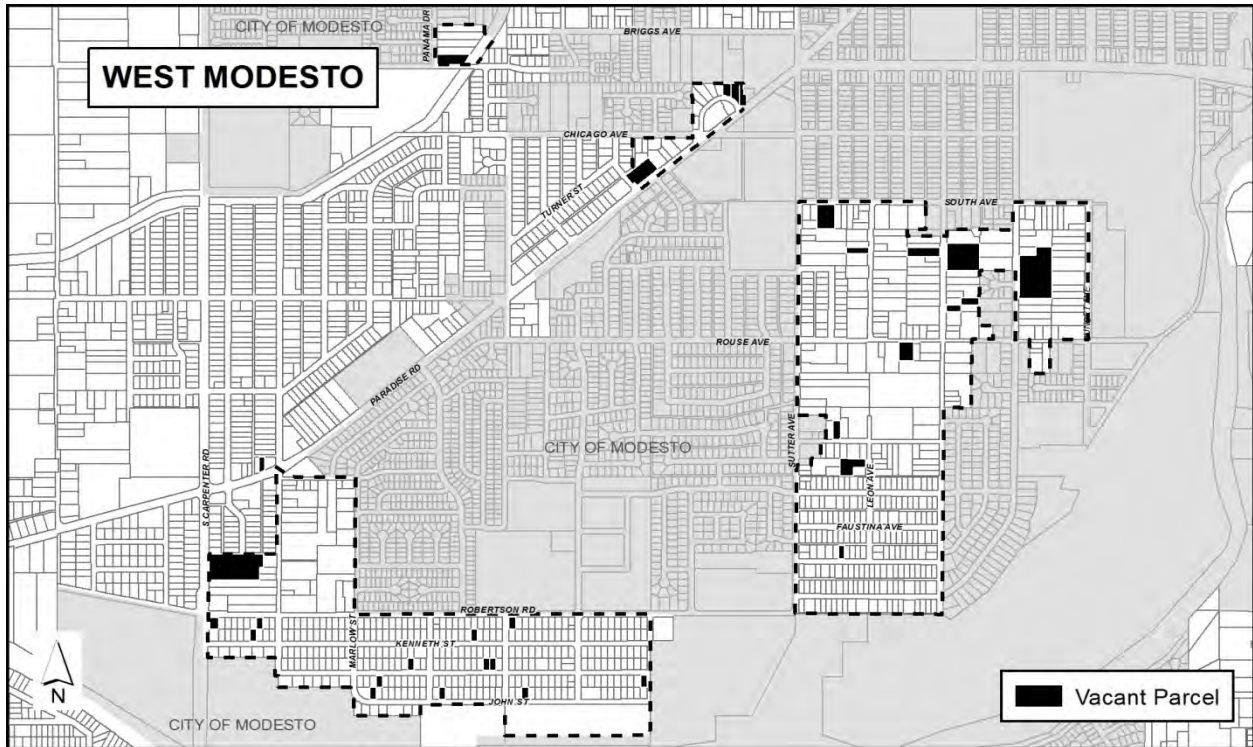 CITY OF MODESTO
PANAMA DR
BRIGGS AVE
WEST MODESTO
CHICAGO AVE
TURNER ST
SOUTH AVE
ROUSE AVE
PARADISE RD
CITY OF MODESTO
SUTTER AVE
S CARPENTER RD
LEON AVE
FAUSTINA AVE
ROBERTSON RD
MARLOW ST
KENNETH ST
JOHN ST
N
CITY OF MODESTO
Vacant Parcel